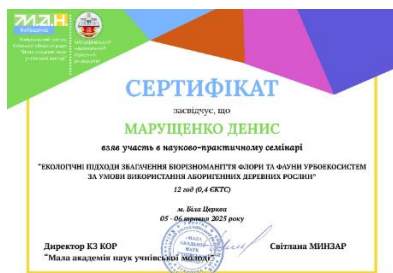 М.А.Н.
Київщина
СЕРТИФІКАТ
засвідчує, що
МАРУЩЕНКО ДЕНИС
взяв участь в науково-практичному семінарі
"ЕКОЛОГІЧНІ ПІДХОДИ ЗБАГАЧЕННЯ БІОРІЗНОМАНІТТЯ ФЛОРИ ТА ФАУНИ УРБОЕКОСИСТЕМ
ЗА УМОВИ ВИКОРИСТАННЯ АБОРИГЕННИХ ДЕРЕВНИХ РОСЛИН"
12 год (0,4 ЄКТС)
м. Біла Церква
05 - 06 травня 2025 року
Директор КЗ КОР
Світлана МИНЗАР
"Мала академія наук учнівської молоді"